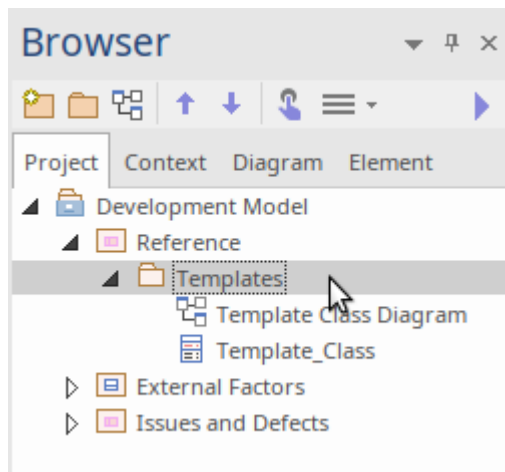 Browser
Project Context Diagram Element
Development Model
Reference
Templates
Template Class Diagram
Template_Class
External Factors
Issues and Defects